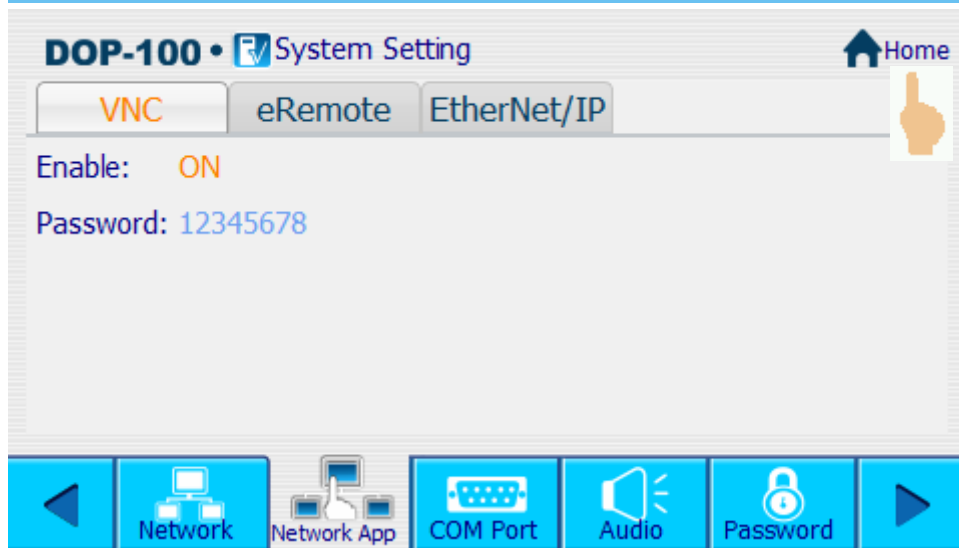 DOP-100 • System Setting Home
VNC eRemote EtherNet/IP
Enable: ON
Password: 12345678
Network Network App COM Port Audio Password